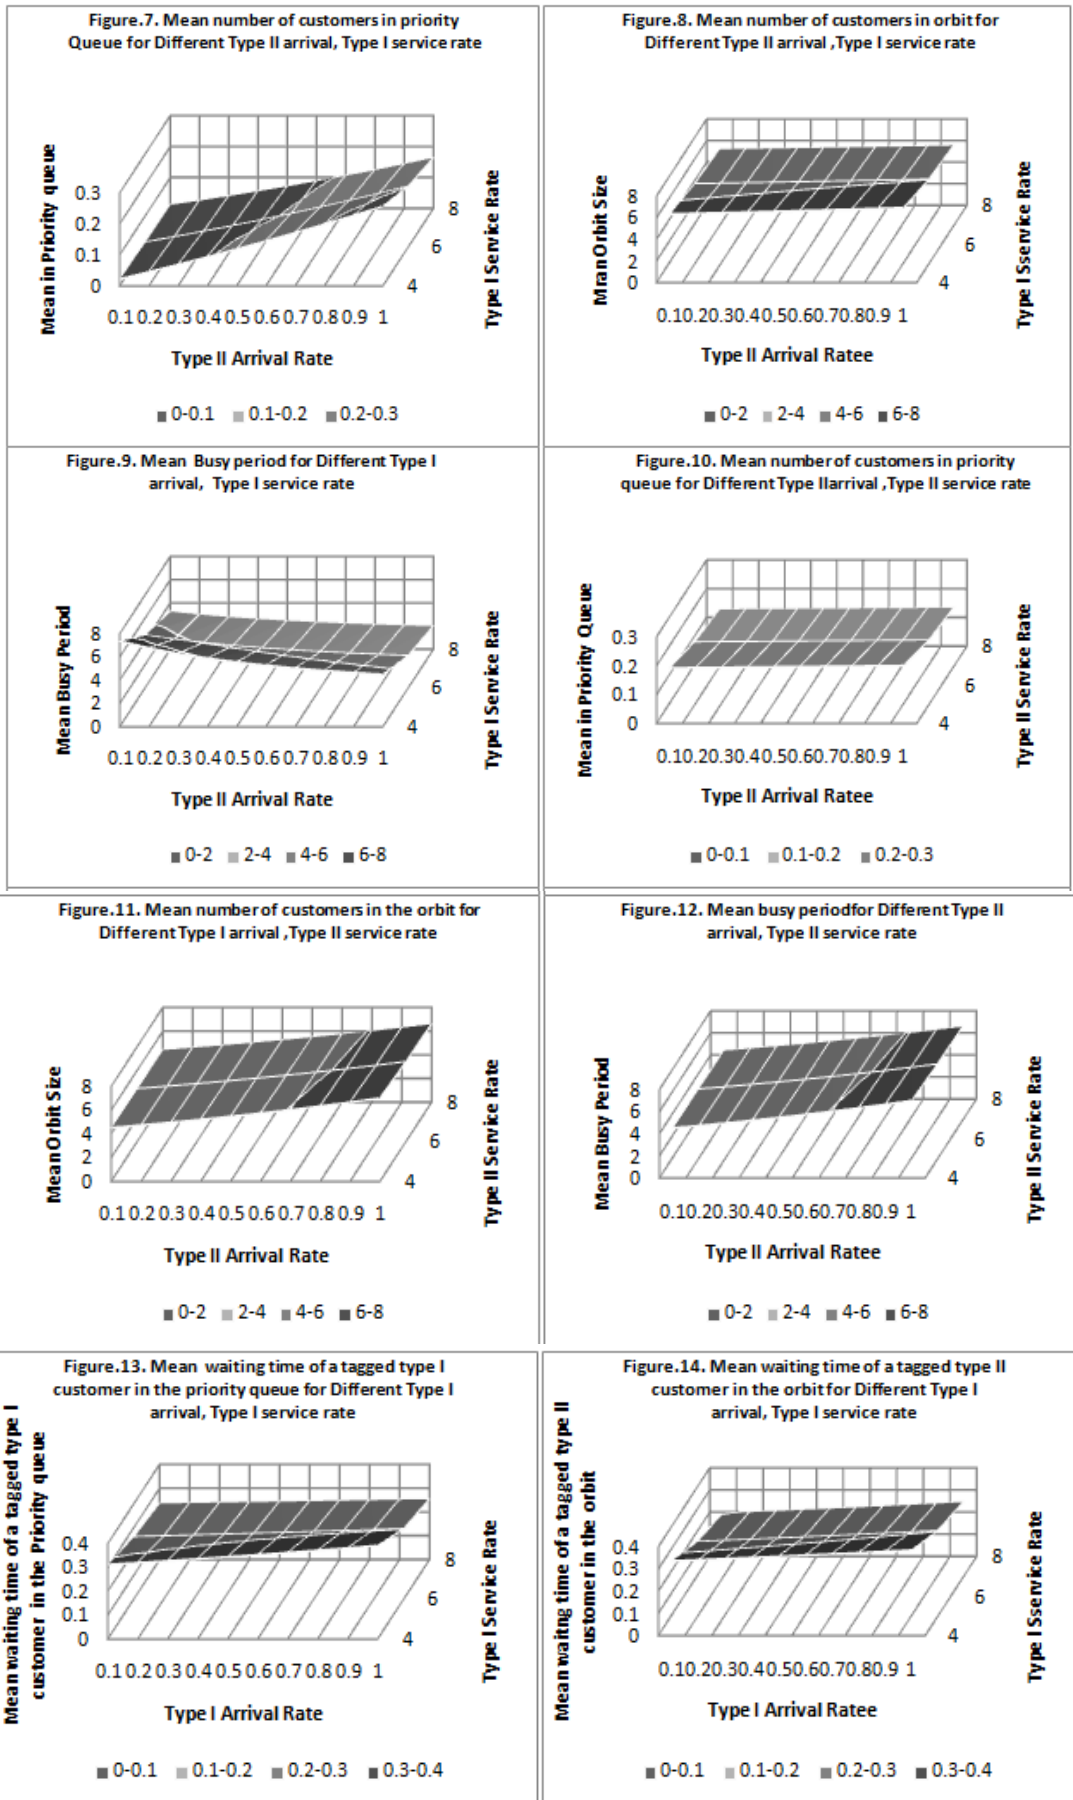 Figure.7. Mean number of customers in priority
Queue for Different Type II arrival, Type I service rate
Mean in Priority queue
0.3
0.2
0.1
0
8
6
4
Type I Service Rate
0.1 0.2 0.3 0.4 0.5 0.6 0.7 0.8 0.9 1
Type II Arrival Rate
0-0.1 0.1-0.2 0.2-0.3
Figure.8. Mean number of customers in orbit for
Different Type II arrival ,Type I service rate
Mran Orbit Size
8
6
4
2
0
8
6
4
Type I Sservice Rate
0.10.20.30.40.50.60.70.80.9 1
Type II Arrival Ratee
0-2 2-4 4-6 6-8
Figure.9. Mean Busy period for Different Type I
arrival, Type I service rate
Mean Busy Period
8
6
4
2
0
8
6
4
Type I Service Rate
0.1 0.2 0.3 0.4 0.5 0.6 0.7 0.8 0.9 1
Type II Arrival Rate
0-2 2-4 4-6 6-8
Figure.10. Mean number of customers in priority
queue for Different Type IIarrival ,Type II service rate
Mean in Priority Queue
0.3
0.2
0.1
0
8
6
4
Type II Service Rate
0.10.20.30.40.50.60.70.80.9 1
Type II Arrival Ratee
0-0.1 0.1-0.2 0.2-0.3
Figure.11. Mean number of customers in the orbit for
Different Type I arrival ,Type II service rate
Mean Orbit Size
8
6
4
2
0
8
6
4
Type II Service Rate
0.1 0.2 0.3 0.4 0.5 0.6 0.7 0.8 0.9 1
Type II Arrival Rate
0-2 2-4 4-6 6-8
Figure.12. Mean busy periodfor Different Type II
arrival, Type II service rate
Mean Busy Period
8
6
4
2
0
8
6
4
Type II Service Rate
0.10.20.30.40.50.60.70.80.9 1
Type II Arrival Ratee
0-2 2-4 4-6 6-8
Figure.13. Mean waiting time of a tagged type I
customer in the priority queue for Different Type I
arrival, Type I service rate
Mean waiting time of a tagged type I
customer in the Priority queue
0.4
0.3
0.2
0.1
0
8
6
4
Type I Service Rate
0.1 0.2 0.3 0.4 0.5 0.6 0.7 0.8 0.9 1
Type I Arrival Rate
0-0.1 0.1-0.2 0.2-0.3 0.3-0.4
Figure.14. Mean waiting time of a tagged type II
customer in the orbit for Different Type I
arrival, Type I service rate
Mean waitng time of a tagged type II
customer in the orbit
0.4
0.3
0.2
0.1
0
8
6
4
Type I Sservice Rate
0.10.20.30.40.50.60.70.80.9 1
Type I Arrival Ratee
0-0.1 0.1-0.2 0.2-0.3 0.3-0.4